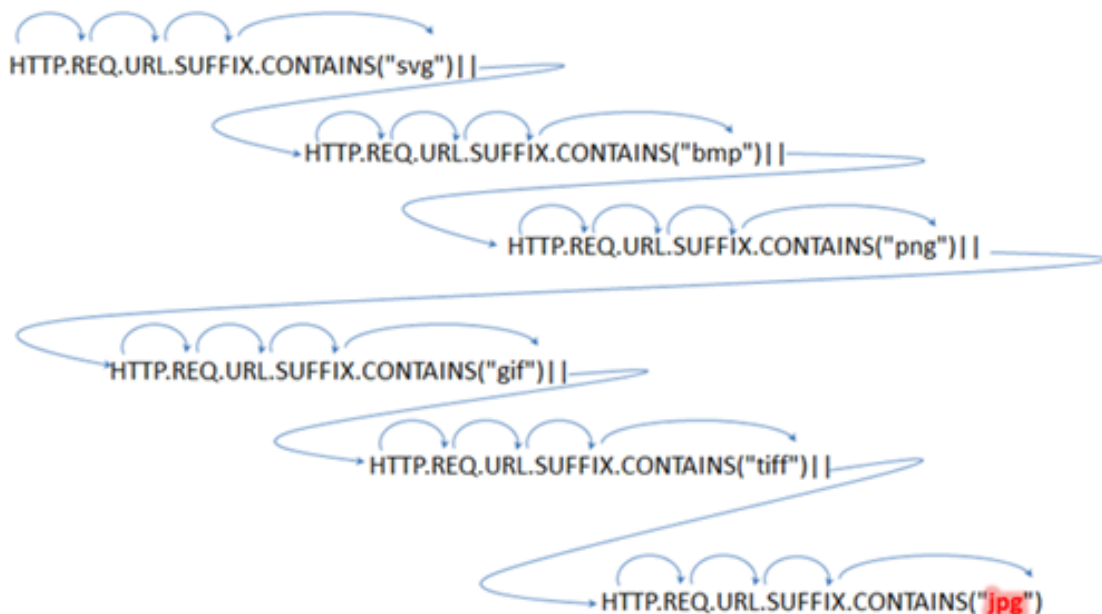 HTTP.REQ.URL.SUFFIX.CONTAINS("svg")||
HTTP.REQ.URL.SUFFIX.CONTAINS("bmp")||
HTTP.REQ.URL.SUFFIX.CONTAINS("png")||
HTTP.REQ.URL.SUFFIX.CONTAINS("gif")||
HTTP.REQ.URL.SUFFIX.CONTAINS("tiff")||
HTTP.REQ.URL.SUFFIX.CONTAINS("jpg")